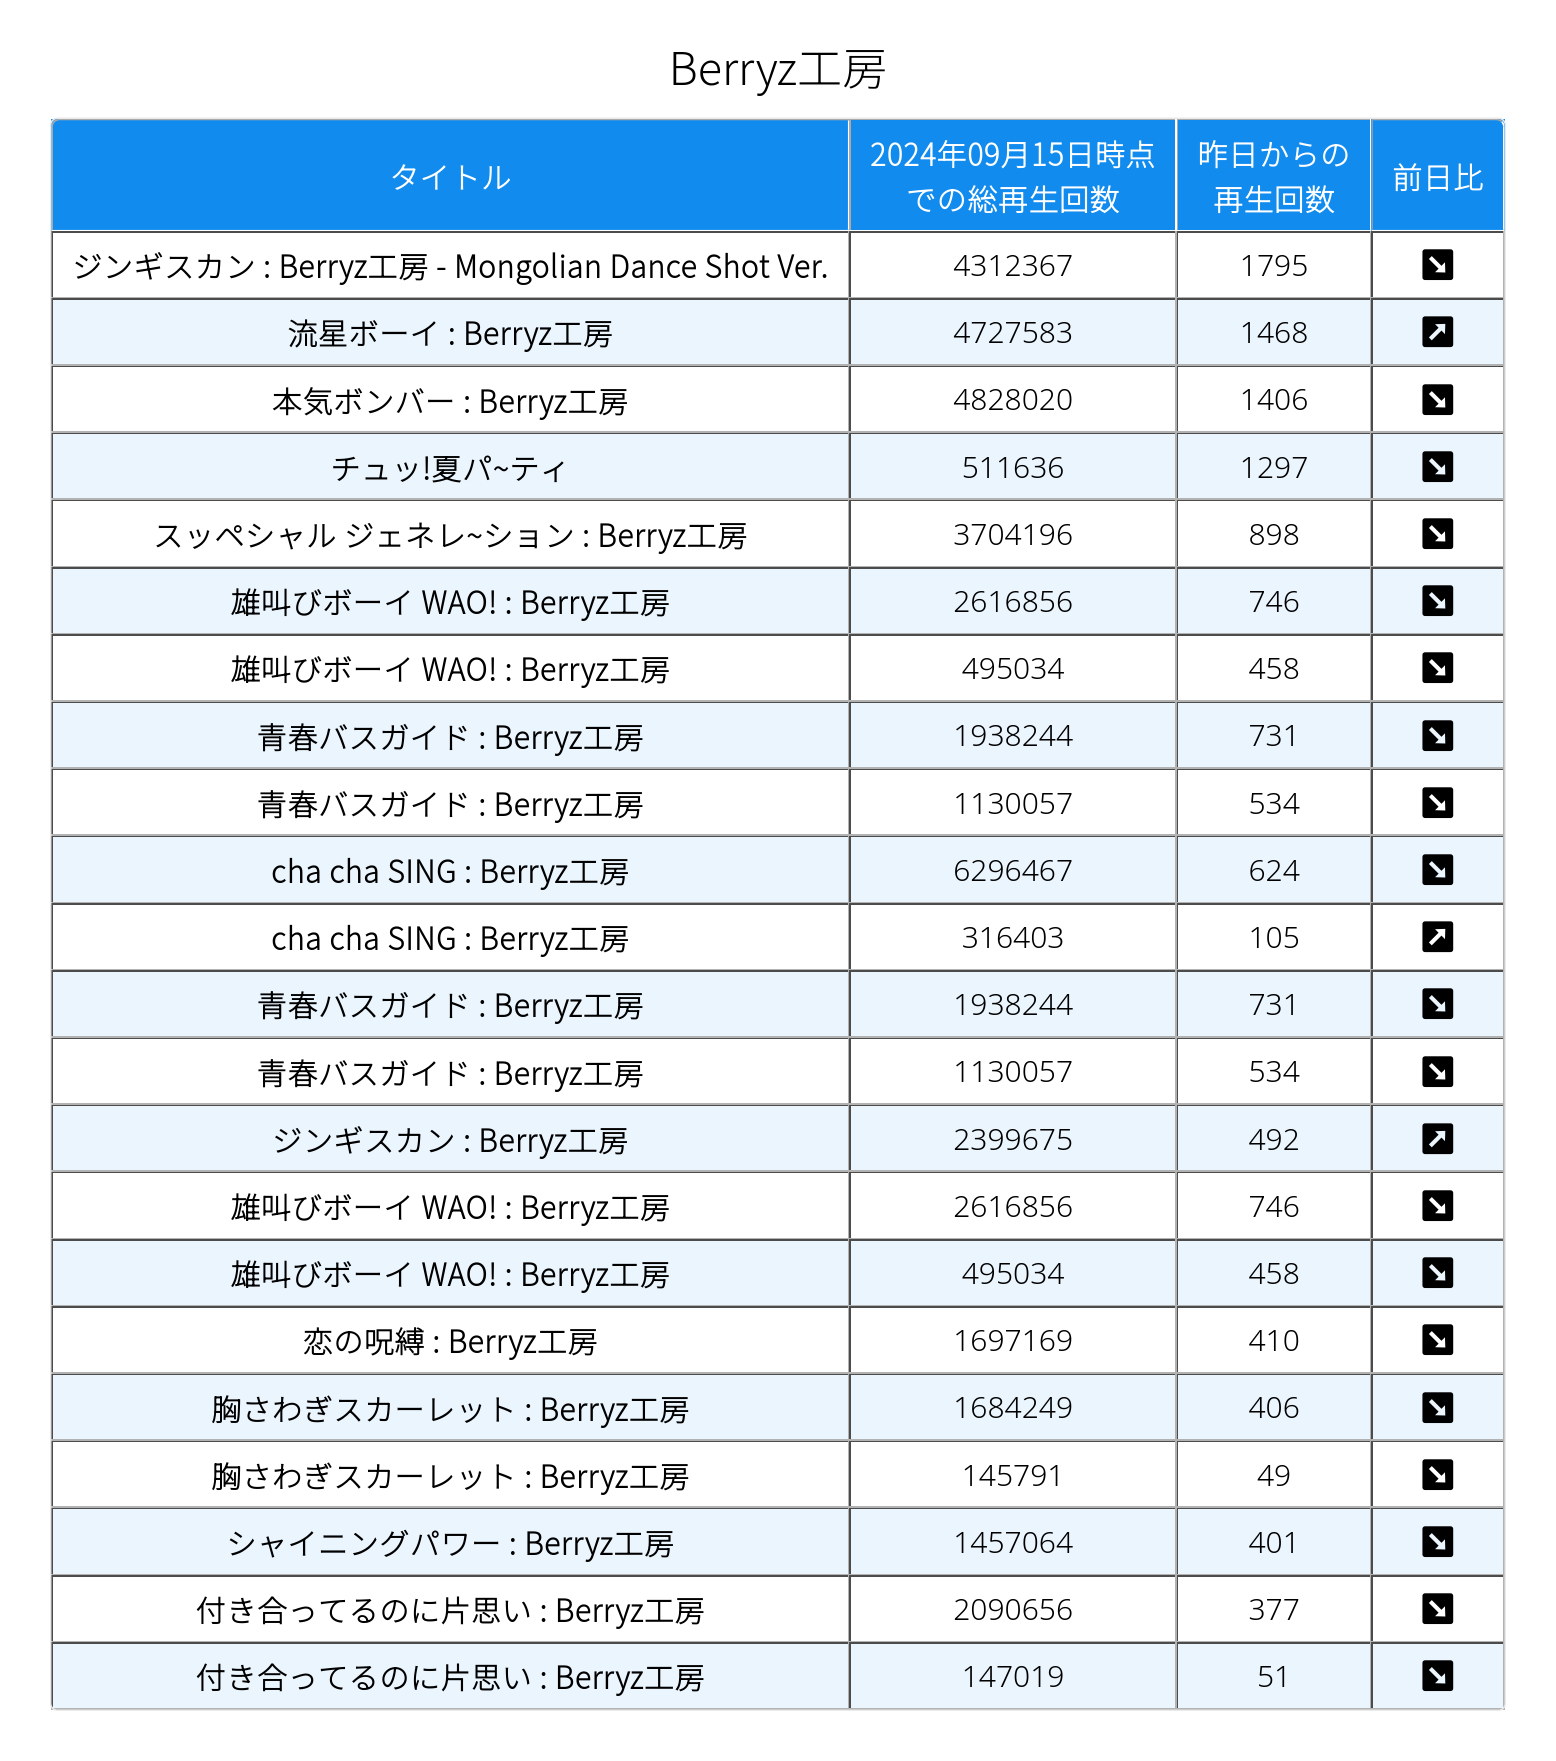 Berryz工房
タイトル 2024年09月15日時点での総再生回数 昨日からの再生回数 前日比
ジンギスカン : Berryz工房 - Mongolian Dance Shot Ver. 4312367 1795 ↘
流星ボーイ : Berryz工房 4727583 1468 ↗
本気ボンバー : Berryz工房 4828020 1406 ↘
チュッ!夏パ~ティ 511636 1297 ↘
スッペシャル ジェネレ~ション : Berryz工房 3704196 898 ↘
雄叫びボーイ WAO! : Berryz工房 2616856 746 ↘
雄叫びボーイ WAO! : Berryz工房 495034 458 ↘
青春バスガイド : Berryz工房 1938244 731 ↘
青春バスガイド : Berryz工房 1130057 534 ↘
cha cha SING : Berryz工房 6296467 624 ↘
cha cha SING : Berryz工房 316403 105 ↗
青春バスガイド : Berryz工房 1938244 731 ↘
青春バスガイド : Berryz工房 1130057 534 ↘
ジンギスカン : Berryz工房 2399675 492 ↗
雄叫びボーイ WAO! : Berryz工房 2616856 746 ↘
雄叫びボーイ WAO! : Berryz工房 495034 458 ↘
恋の呪縛 : Berryz工房 1697169 410 ↘
胸さわぎスカーレット : Berryz工房 1684249 406 ↘
胸さわぎスカーレット : Berryz工房 145791 49 ↘
シャイニングパワー : Berryz工房 1457064 401 ↘
付き合ってるのに片思い : Berryz工房 2090656 377 ↘
付き合ってるのに片思い : Berryz工房 147019 51 ↘